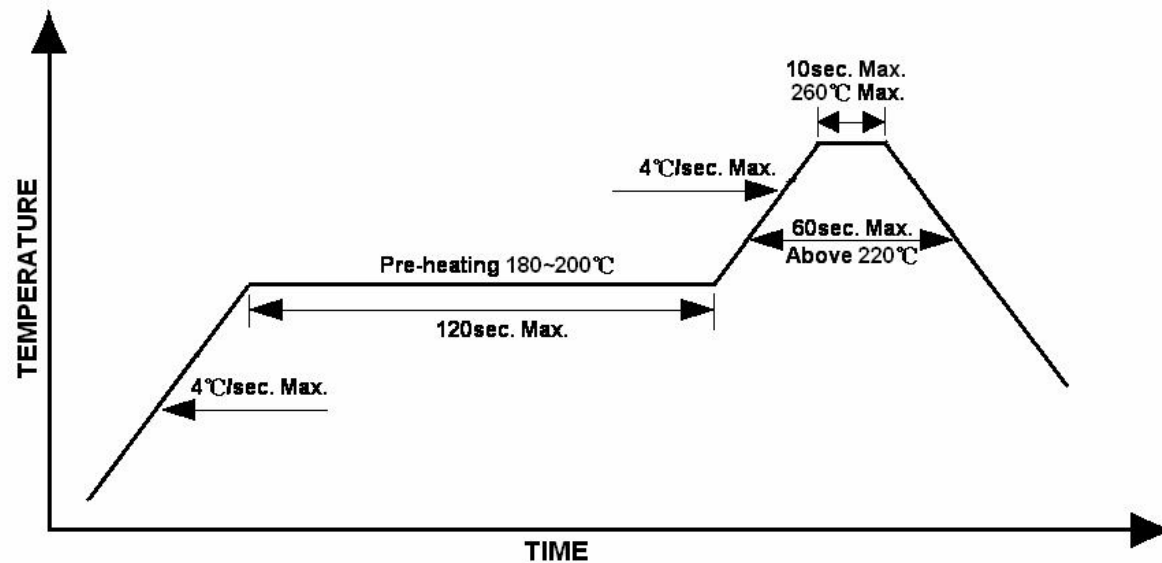 10sec. Max.
260℃ Max.
4℃/sec. Max.
60sec. Max.
Above 220℃
Pre-heating 180~200℃
120sec. Max.
4℃/sec. Max.
TEMPERATURE
TIME